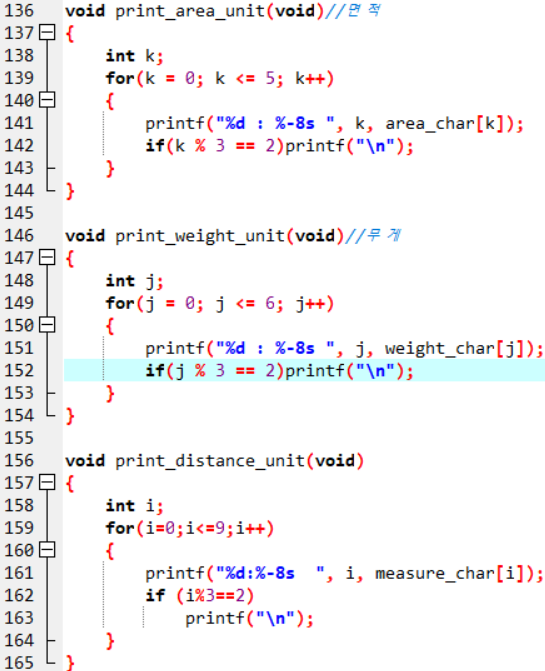 136 void print_area_unit(void)//면적
137 {
138 int k;
139 for(k = 0; k <= 5; k++)
140 {
141 printf("%d : %-8s ", k, area_char[k]);
142 if(k % 3 == 2)printf("\n");
143 }
144 }
145
146 void print_weight_unit(void)//무게
147 {
148 int j;
149 for(j = 0; j <= 6; j++)
150 {
151 printf("%d : %-8s ", j, weight_char[j]);
152 if(j % 3 == 2)printf("\n");
153 }
154 }
155
156 void print_distance_unit(void)
157 {
158 int i;
159 for(i=0;i<=9;i++)
160 {
161 printf("%d:%-8s  ", i, measure_char[i]);
162 if (i%3==2)
163 printf("\n");
164 }
165 }